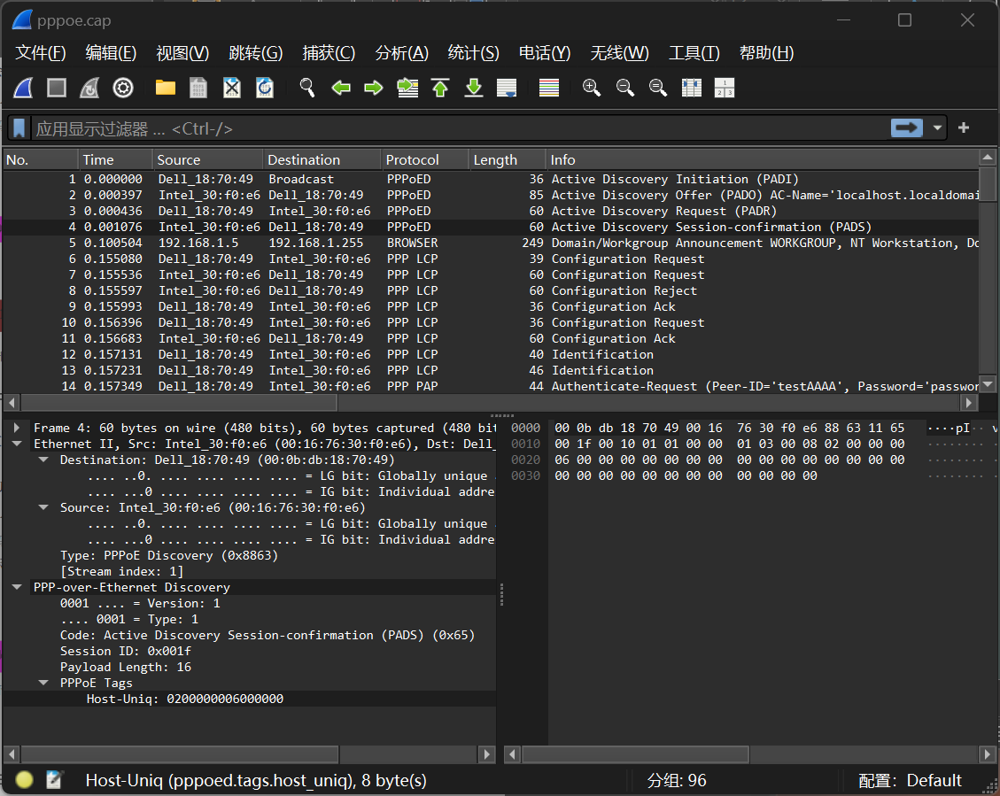 pppoe.cap
文件(F) 编辑(E) 视图(V) 跳转(G) 捕获(C) 分析(A) 统计(S) 电话(Y) 无线(W) 工具(T) 帮助(H)
应用显示过滤器 … <Ctrl-/>
No. Time Source Destination Protocol Length Info
1 0.000000 Dell_18:70:49 Broadcast PPPoED 36 Active Discovery Initiation (PADI)
2 0.000397 Intel_30:f0:e6 Dell_18:70:49 PPPoED 85 Active Discovery Offer (PADO) AC-Name='localhost.localdomai
3 0.000436 Dell_18:70:49 Intel_30:f0:e6 PPPoED 60 Active Discovery Request (PADR)
4 0.001076 Intel_30:f0:e6 Dell_18:70:49 PPPoED 60 Active Discovery Session-confirmation (PADS)
5 0.100504 192.168.1.5 192.168.1.255 BROWSER 249 Domain/Workgroup Announcement WORKGROUP, NT Workstation, Do
6 0.155080 Dell_18:70:49 Intel_30:f0:e6 PPP LCP 39 Configuration Request
7 0.155536 Intel_30:f0:e6 Dell_18:70:49 PPP LCP 60 Configuration Request
8 0.155597 Intel_30:f0:e6 Dell_18:70:49 PPP LCP 60 Configuration Reject
9 0.155993 Dell_18:70:49 Intel_30:f0:e6 PPP LCP 36 Configuration Ack
10 0.156396 Dell_18:70:49 Intel_30:f0:e6 PPP LCP 36 Configuration Request
11 0.156683 Intel_30:f0:e6 Dell_18:70:49 PPP LCP 60 Configuration Ack
12 0.157131 Dell_18:70:49 Intel_30:f0:e6 PPP LCP 40 Identification
13 0.157231 Dell_18:70:49 Intel_30:f0:e6 PPP LCP 46 Identification
14 0.157349 Dell_18:70:49 Intel_30:f0:e6 PPP PAP 44 Authenticate-Request (Peer-ID='testAAAA', Password='passwor
Frame 4: 60 bytes on wire (480 bits), 60 bytes captured (480 bit
Ethernet II, Src: Intel_30:f0:e6 (00:16:76:30:f0:e6), Dst: Dell_
Destination: Dell_18:70:49 (00:0b:db:18:70:49)
.... ..0. .... .... .... .... = LG bit: Globally unique
.... ...0 .... .... .... .... = IG bit: Individual addre
Source: Intel_30:f0:e6 (00:16:76:30:f0:e6)
.... ..0. .... .... .... .... = LG bit: Globally unique
.... ...0 .... .... .... .... = IG bit: Individual addre
Type: PPPoE Discovery (0x8863)
[Stream index: 1]
PPP-over-Ethernet Discovery
0001 .... = Version: 1
.... 0001 = Type: 1
Code: Active Discovery Session-confirmation (PADS) (0x65)
Session ID: 0x001f
Payload Length: 16
PPPoE Tags
Host-Uniq: 0200000006000000
0000 00 0b db 18 70 49 00 16 76 30 f0 e6 88 63 11 65 ····pI·· v
0010 00 1f 00 10 01 01 00 00 01 03 00 08 02 00 00 00 ········
0020 06 00 00 00 00 00 00 00 00 00 00 00 00 00 00 00 ········
0030 00 00 00 00 00 00 00 00 00 00 00 00 ········
Host-Uniq (pppoed.tags.host_uniq), 8 byte(s) 分组: 96 配置: Default